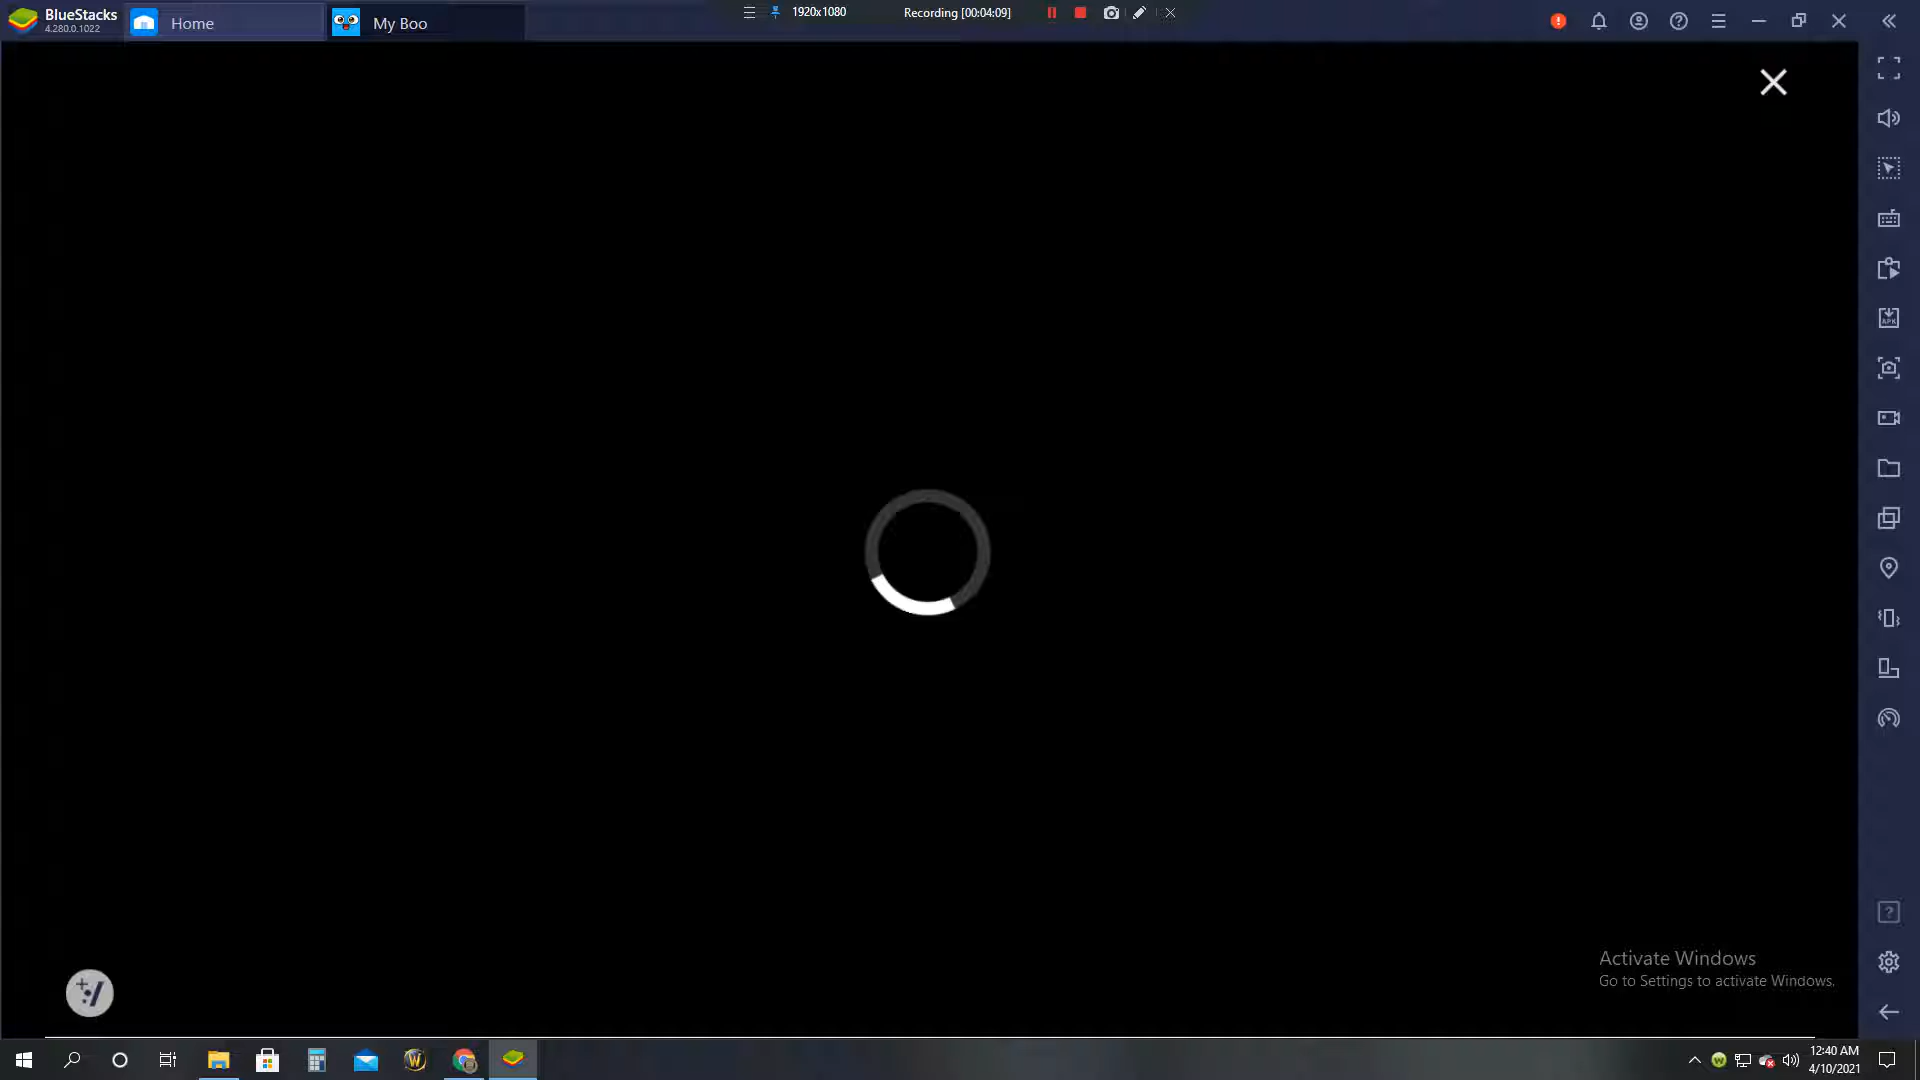 BlueStacks
4.280.0.1022
Home
My Boo
1920x1080
Recording [00:04:09]
APK
Activate Windows
Go to Settings to activate Windows.
12:40 AM
4/10/2021